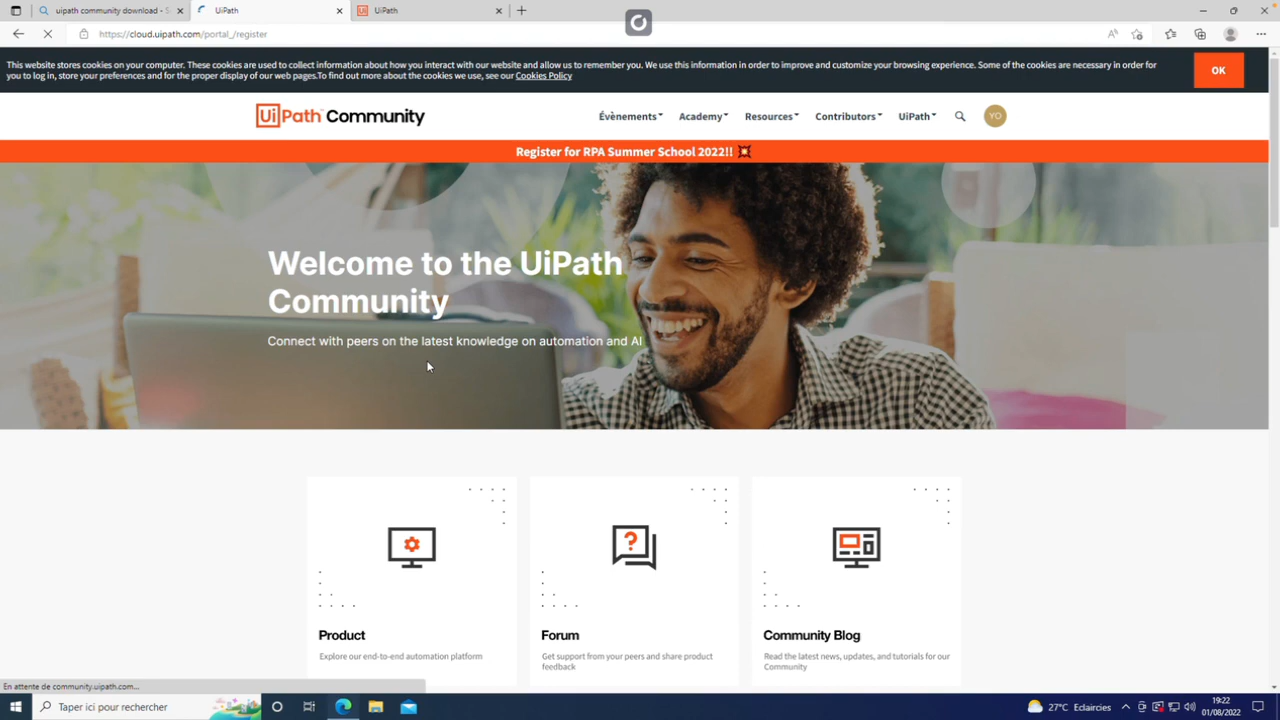 uipath community download - S
UiPath
UiPath
https://cloud.uipath.com/portal_/register
This website stores cookies on your computer. These cookies are used to collect information about how you interact with our website and allow us to remember you. We use this information in order to improve and customize your browsing experience. Some of the cookies are necessary in order for
you to log in, store your preferences and for the proper display of our web pages.To find out more about the cookies we use, see our Cookies Policy
OK
UiPath Community
Évènements
Academy
Resources
Contributors
UiPath
YO
Register for RPA Summer School 2022!!
Welcome to the UiPath
Community
Connect with peers on the latest knowledge on automation and AI
Product
Explore our end-to-end automation platform
Forum
Get support from your peers and share product
feedback
Community Blog
Read the latest news, updates, and tutorials for our
Community
En attente de community.uipath.com...
Taper ici pour rechercher
27°C Eclaircies
19:22
01/08/2022